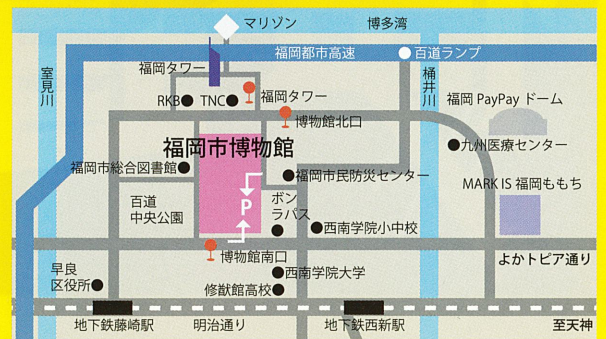 マリゾン
博多湾
福岡都市高速
百道ランプ
室見川
福岡タワー
RKB
TNC
福岡タワー
樋井川
福岡 PayPay ドーム
博物館北口
福岡市博物館
九州医療センター
福岡市総合図書館
福岡市民防災センター
MARK IS 福岡ももち
百道
中央公園
P
ボン
ラパス
西南学院小中校
博物館南口
よかトピア通り
早良
区役所
西南学院大学
修猷館高校
地下鉄藤崎駅
明治通り
地下鉄西新駅
至天神